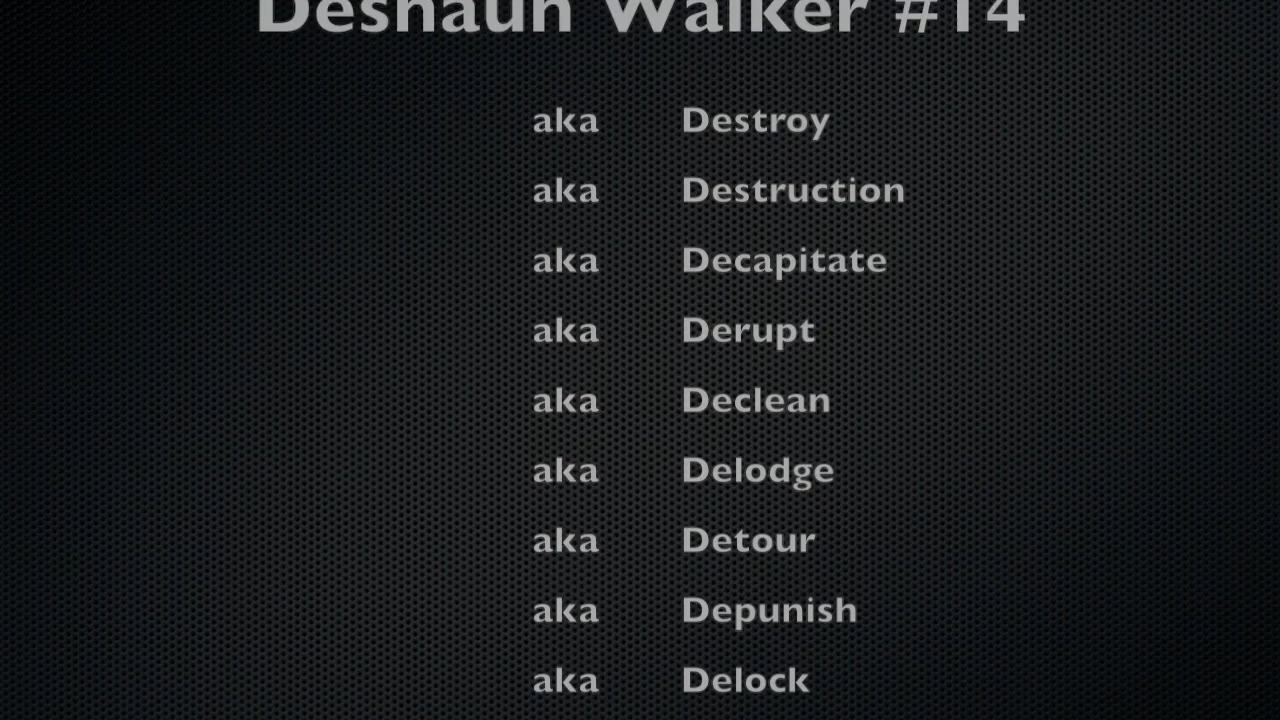 Deshaun Walker #14
aka Destroy
aka Destruction
aka Decapitate
aka Derupt
aka Declean
aka Delodge
aka Detour
aka Depunish
aka Delock